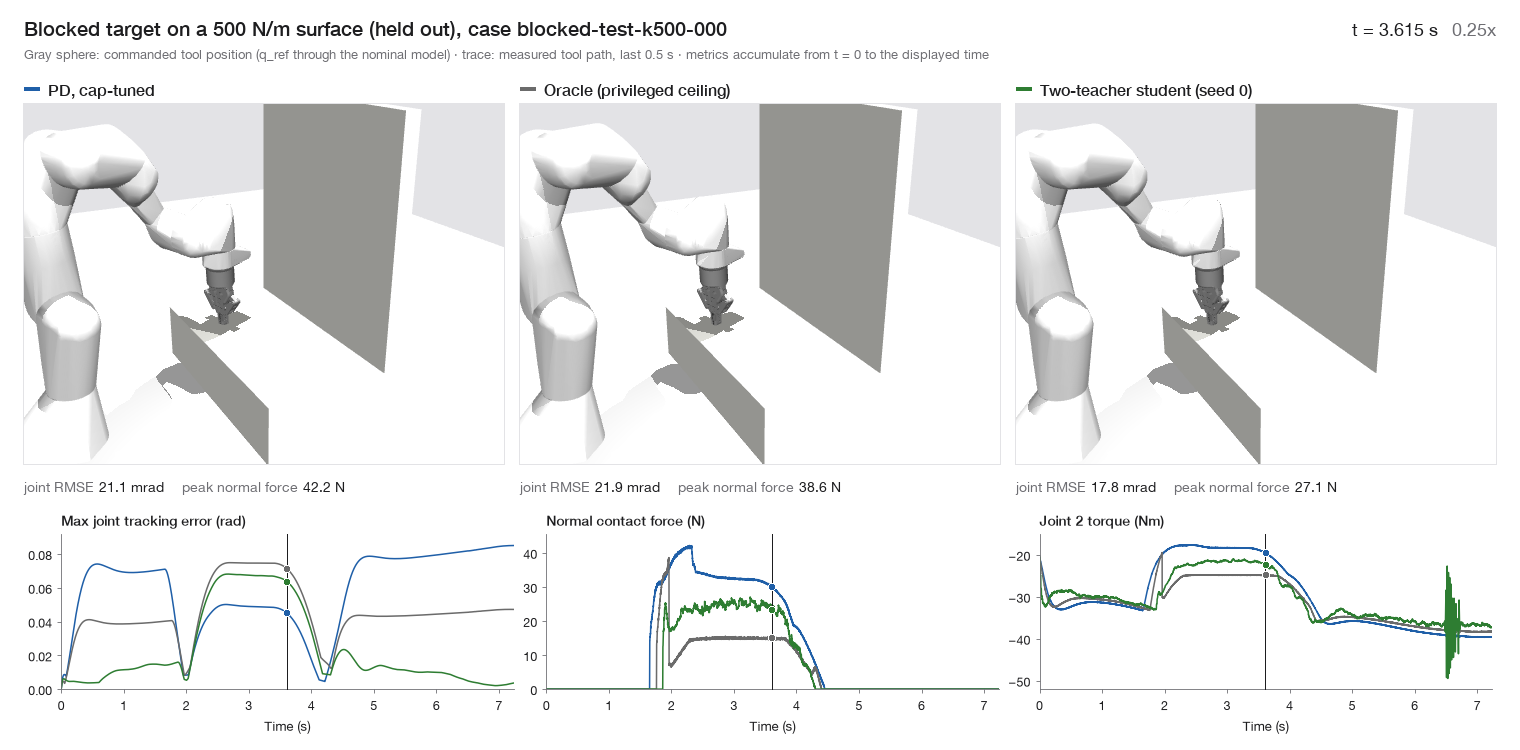 Blocked target on a 500 N/m surface (held out), case blocked-test-k500-000
t = 3.615 s 0.25x
Gray sphere: commanded tool position (q_ref through the nominal model) · trace: measured tool path, last 0.5 s · metrics accumulate from t = 0 to the displayed time
PD, cap-tuned
Oracle (privileged ceiling)
Two-teacher student (seed 0)
joint RMSE 21.1 mrad peak normal force 42.2 N
joint RMSE 21.9 mrad peak normal force 38.6 N
joint RMSE 17.8 mrad peak normal force 27.1 N
Max joint tracking error (rad)
0.08
0.06
0.04
0.02
0.00
0 1 2 3 4 5 6 7
Time (s)
Normal contact force (N)
40
30
20
10
0
0 1 2 3 4 5 6 7
Time (s)
Joint 2 torque (Nm)
−20
−30
−40
−50
0 1 2 3 4 5 6 7
Time (s)